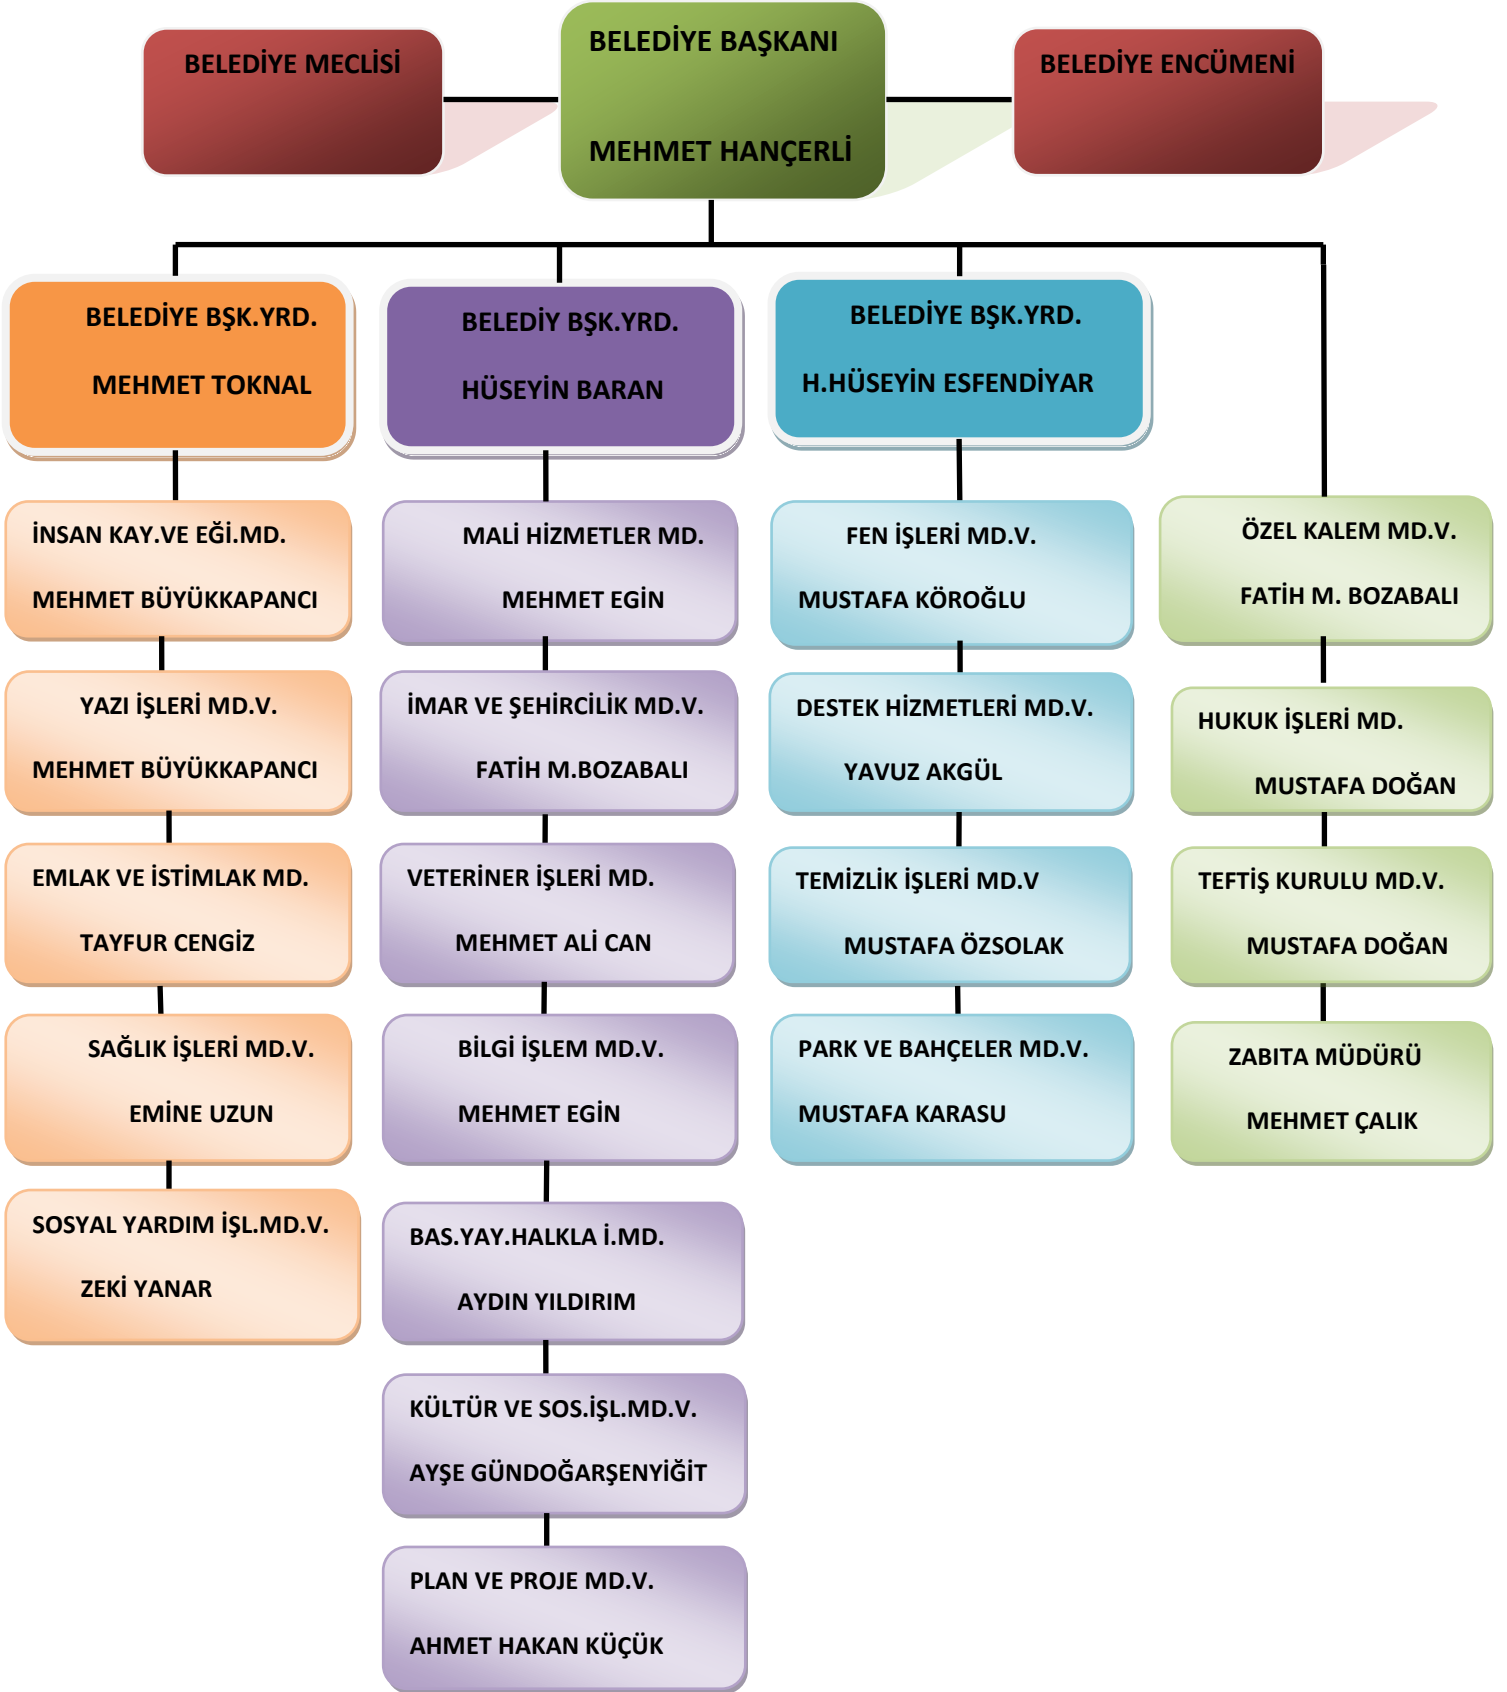 BELEDİYE MECLİSİ
BELEDİYE BAŞKANI
MEHMET HANÇERLİ
BELEDİYE ENCÜMENİ
BELEDİYE BŞK.YRD.
MEHMET TOKNAL
BELEDİY BŞK.YRD.
HÜSEYİN BARAN
BELEDİYE BŞK.YRD.
H.HÜSEYİN ESFENDİYAR
İNSAN KAY.VE EĞİ.MD.
MEHMET BÜYÜKKAPANCI
YAZI İŞLERİ MD.V.
MEHMET BÜYÜKKAPANCI
EMLAK VE İSTİMLAK MD.
TAYFUR CENGİZ
SAĞLIK İŞLERİ MD.V.
EMİNE UZUN
SOSYAL YARDIM İŞL.MD.V.
ZEKİ YANAR
MALİ HİZMETLER MD.
MEHMET EGİN
İMAR VE ŞEHİRCİLİK MD.V.
FATİH M.BOZABALI
VETERİNER İŞLERİ MD.
MEHMET ALİ CAN
BİLGİ İŞLEM MD.V.
MEHMET EGİN
BAS.YAY.HALKLA İ.MD.
AYDIN YILDIRIM
KÜLTÜR VE SOS.İŞL.MD.V.
AYŞE GÜNDOĞARŞENYİĞİT
PLAN VE PROJE MD.V.
AHMET HAKAN KÜÇÜK
FEN İŞLERİ MD.V.
MUSTAFA KÖROĞLU
DESTEK HİZMETLERİ MD.V.
YAVUZ AKGÜL
TEMİZLİK İŞLERİ MD.V
MUSTAFA ÖZSOLAK
PARK VE BAHÇELER MD.V.
MUSTAFA KARASU
ÖZEL KALEM MD.V.
FATİH M. BOZABALI
HUKUK İŞLERİ MD.
MUSTAFA DOĞAN
TEFTİŞ KURULU MD.V.
MUSTAFA DOĞAN
ZABITA MÜDÜRÜ
MEHMET ÇALIK